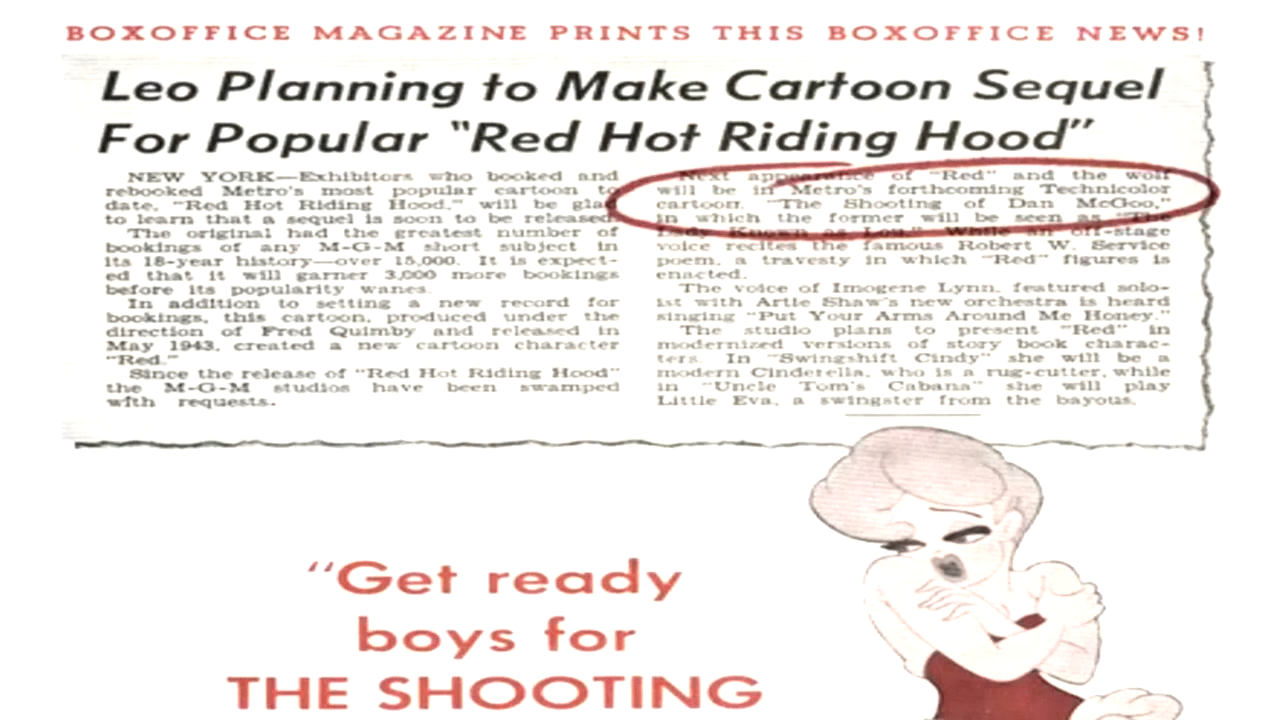 BOXOFFICE MAGAZINE PRINTS THIS BOXOFFICE NEWS!
Leo Planning to Make Cartoon Sequel
For Popular "Red Hot Riding Hood"
NEW YORK—Exhibitors who booked and
rebooked Metro's most popular cartoon to
date, "Red Hot Riding Hood," will be glad
to learn that a sequel is soon to be released.
The original had the greatest number of
bookings of any M-G-M short subject in
its 18-year history—over 15,000. It is expect-
ed that it will garner 3,000 more bookings
before its popularity wanes.
In addition to setting a new record for
bookings, this cartoon, produced under the
direction of Fred Quimby and released in
May 1943, created a new cartoon character
"Red."
Since the release of "Red Hot Riding Hood"
the M-G-M studios have been swamped
with requests.
Next appearance of "Red" and the wolf
will be in Metro's forthcoming Technicolor
cartoon, "The Shooting of Dan McGoo,"
in which the former will be seen as "The
Lady Known as Lou." While an off-stage
voice recites the famous Robert W. Service
poem, a travesty in which "Red" figures is
enacted.
The voice of Imogene Lynn, featured solo-
ist with Artie Shaw's new orchestra is heard
singing "Put Your Arms Around Me Honey."
The studio plans to present "Red" in
modernized versions of story book charac-
ters. In "Swingshift Cindy" she will be a
modern Cinderella, who is a rug-cutter, while
in "Uncle Tom's Cabana" she will play
Little Eva, a swingster from the bayous.
"Get ready
boys for
THE SHOOTING